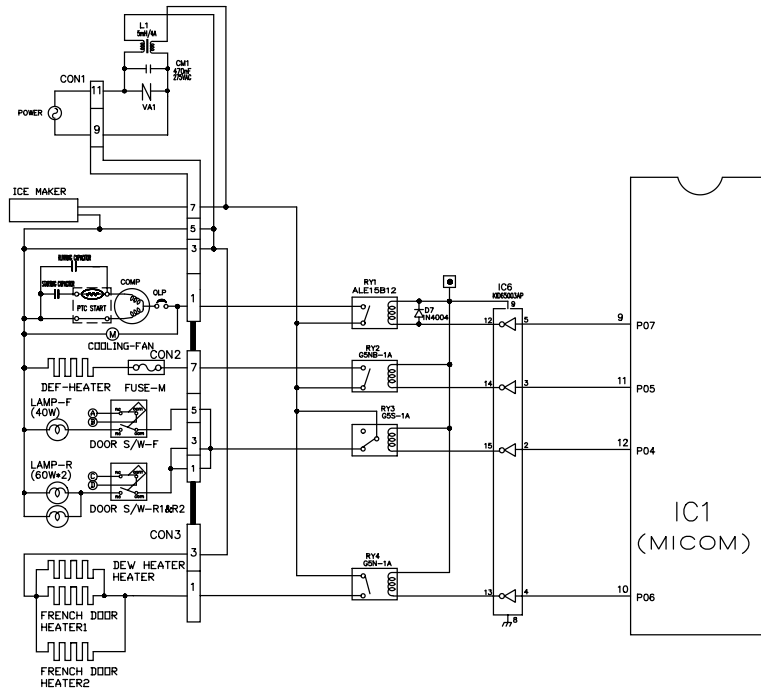 L1
5mH/4A
CM1
470nF
275VAC
CON1
11
VA1
POWER
9
ICE MAKER
7
5
3
RUNNING CAPACITOR
STARTING CAPACITOR
COMP
OLP
PTC START
1
M
COOLING-FAN
RY1
ALE15B12
D7
1N4004
IC6
KID65003AP
9
12
5
9
P07
CON2
7
DEF-HEATER
FUSE-M
RY2
G5NB-1A
14
3
11
P05
LAMP-F
(40W)
A
B
5
DOOR S/W-F
3
RY3
G5S-1A
15
2
12
P04
LAMP-R
(60W*2)
C
D
1
DOOR S/W-R1&R2
IC1
(MICOM)
CON3
3
DEW HEATER
HEATER
1
RY4
G5N-1A
13
4
10
P06
8
FRENCH DOOR
HEATER1
FRENCH DOOR
HEATER2